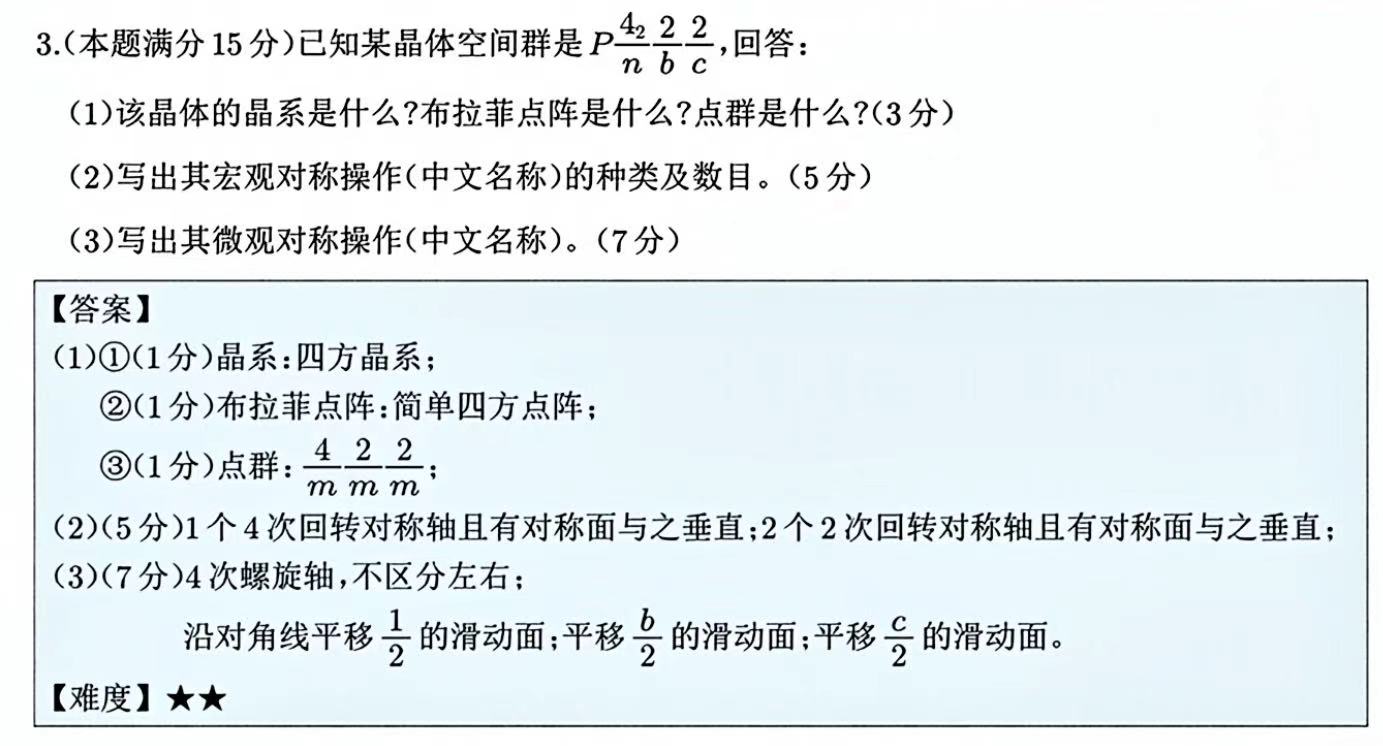 3.(本题满分15分)已知某晶体空间群是 $P\frac{4_2}{n}\frac{2}{b}\frac{2}{c}$,回答:
(1)该晶体的晶系是什么?布拉菲点阵是什么?点群是什么?(3分)
(2)写出其宏观对称操作(中文名称)的种类及数目。(5分)
(3)写出其微观对称操作(中文名称)。(7分)
【答案】
(1)①(1分)晶系:四方晶系;
②(1分)布拉菲点阵:简单四方点阵;
③(1分)点群:$\frac{4}{m}\frac{2}{m}\frac{2}{m}$;
(2)(5分)1个4次回转对称轴且有对称面与之垂直;2个2次回转对称轴且有对称面与之垂直;
(3)(7分)4次螺旋轴,不区分左右;
沿对角线平移$\frac{1}{2}$的滑动面;平移$\frac{b}{2}$的滑动面;平移$\frac{c}{2}$的滑动面。
【难度】★★